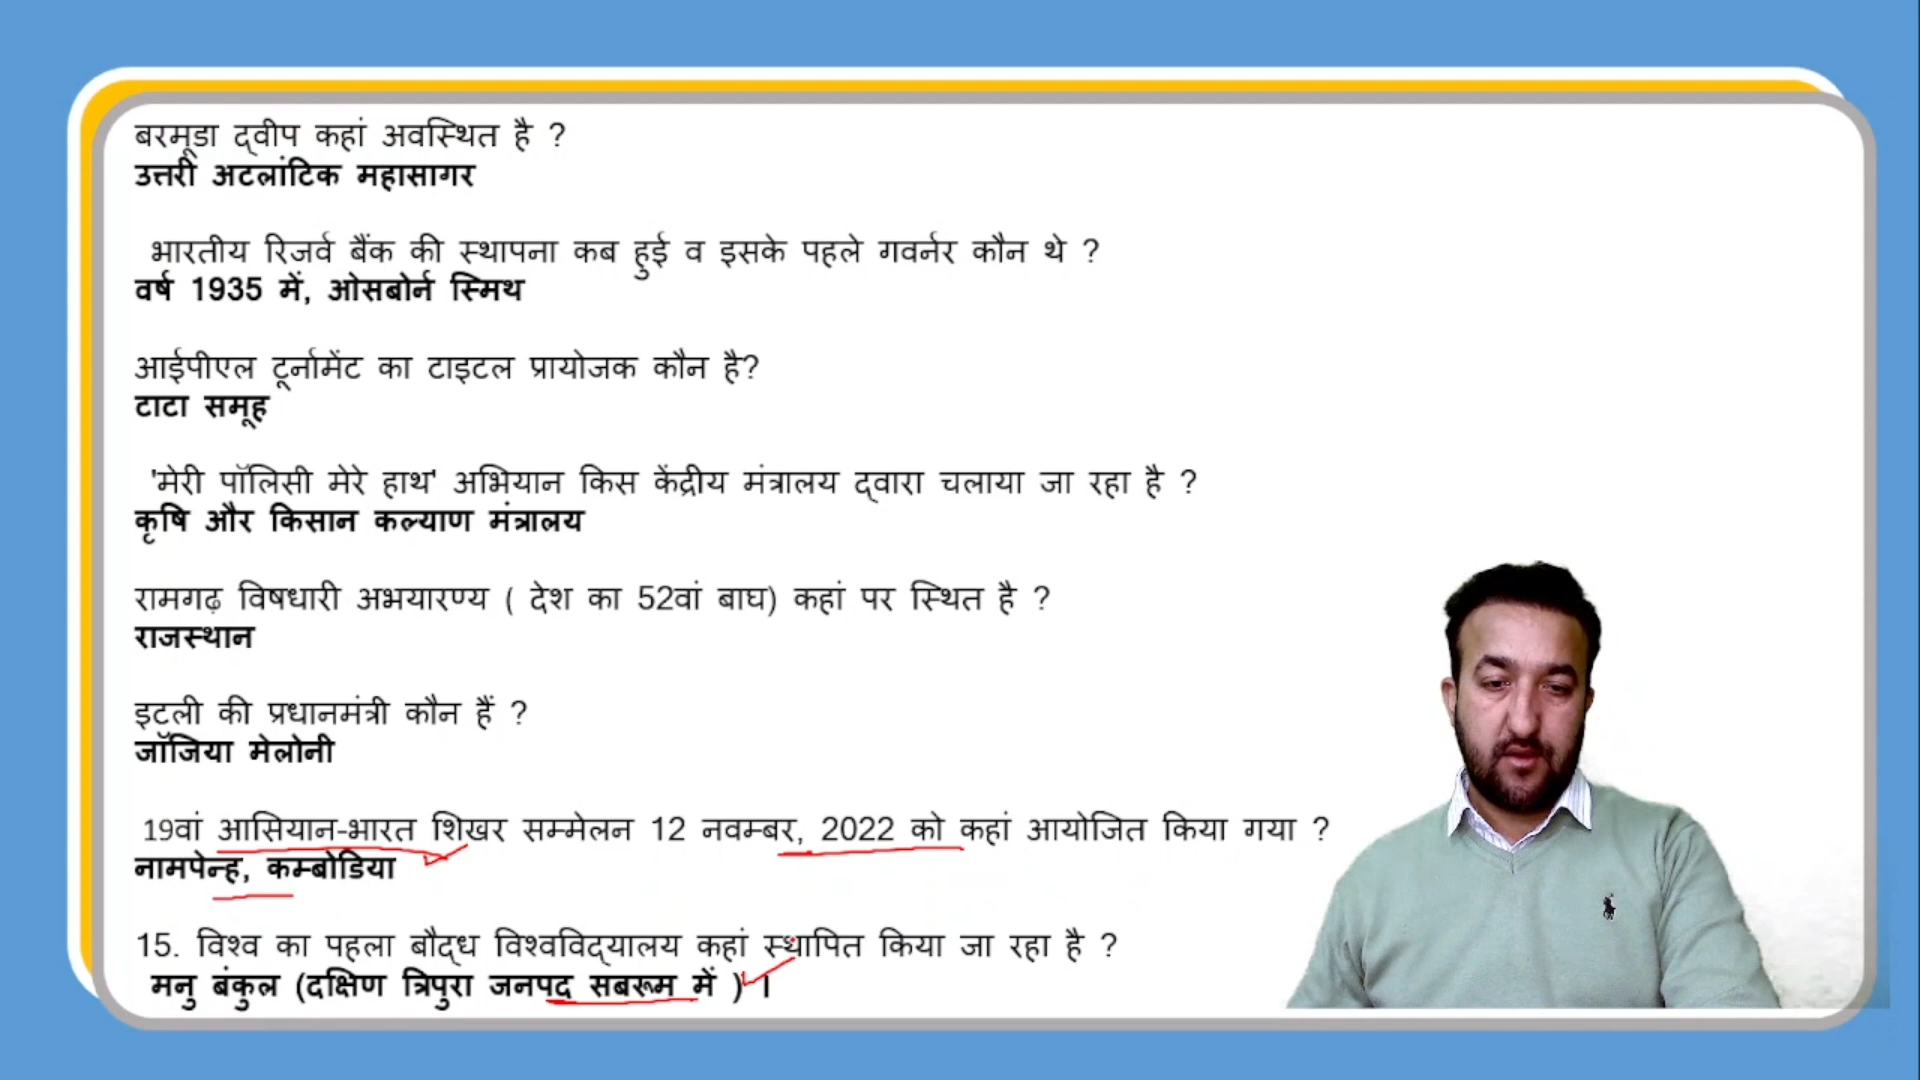 बरमूडा द्वीप कहां अवस्थित है ?
उत्तरी अटलांटिक महासागर
भारतीय रिजर्व बैंक की स्थापना कब हुई व इसके पहले गवर्नर कौन थे ?
वर्ष 1935 में, ओसबोर्न स्मिथ
आईपीएल टूर्नामेंट का टाइटल प्रायोजक कौन है?
टाटा समूह
'मेरी पॉलिसी मेरे हाथ' अभियान किस केंद्रीय मंत्रालय द्वारा चलाया जा रहा है ?
कृषि और किसान कल्याण मंत्रालय
रामगढ़ विषधारी अभयारण्य ( देश का 52वां बाघ) कहां पर स्थित है ?
राजस्थान
इटली की प्रधानमंत्री कौन हैं ?
जॉजिया मेलोनी
19वां आसियान-भारत शिखर सम्मेलन 12 नवम्बर, 2022 को कहां आयोजित किया गया ?
नामपेन्ह, कम्बोडिया
15. विश्व का पहला बौद्ध विश्वविद्यालय कहां स्थापित किया जा रहा है ?
मनु बंकुल (दक्षिण त्रिपुरा जनपद सबरूम में ) ।